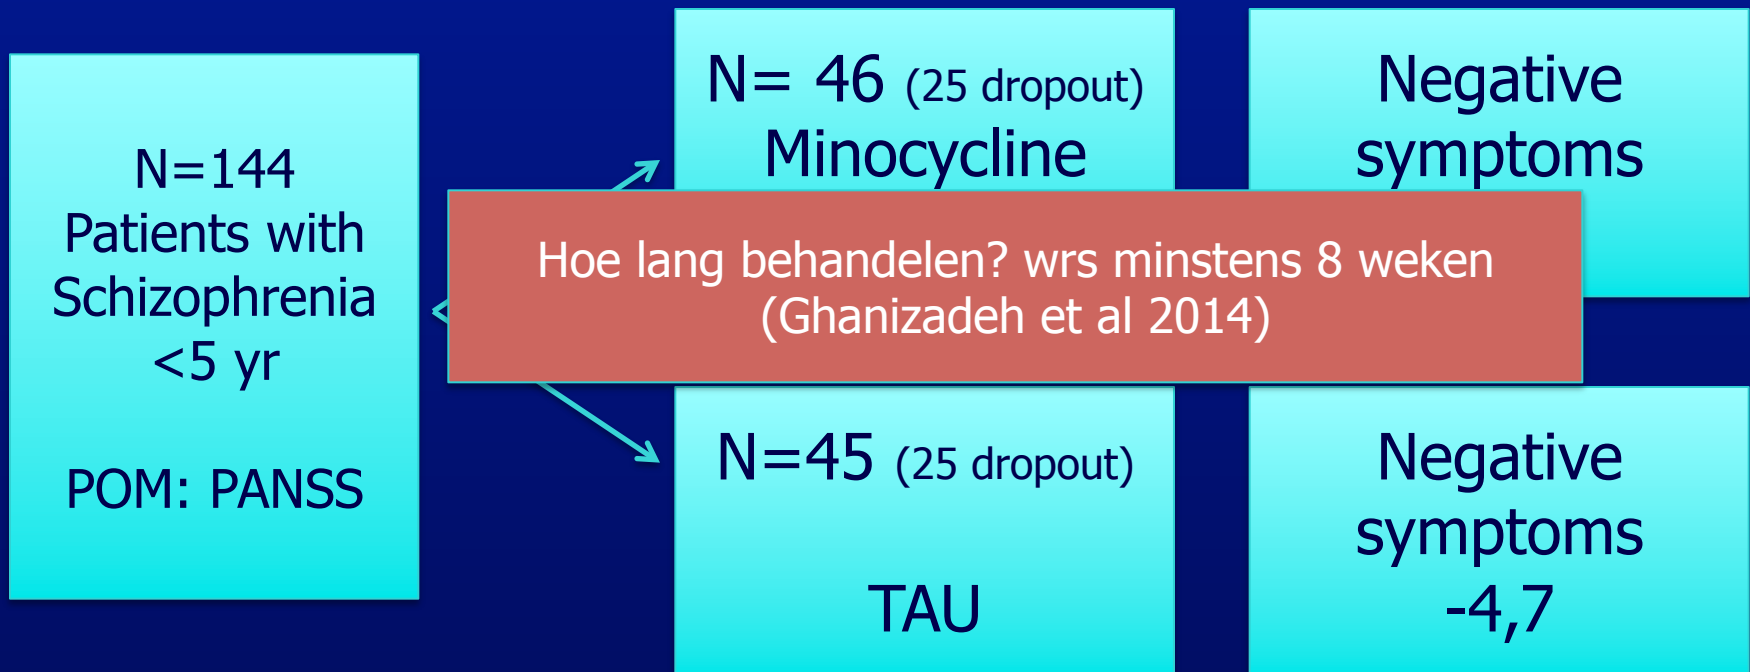 N=144
Patients with
Schizophrenia
<5 yr
POM: PANSS
N= 46 (25 dropout)
Minocycline
Negative
symptoms
Hoe lang behandelen? wrs minstens 8 weken
(Ghanizadeh et al 2014)
N=45 (25 dropout)
TAU
Negative
symptoms
-4,7